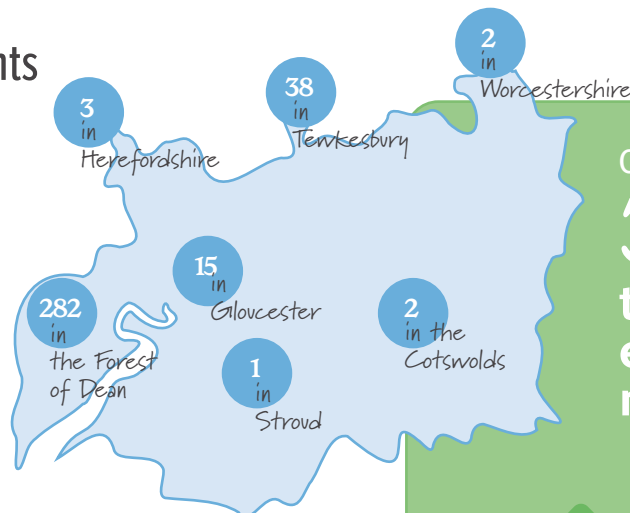 2
in
Worcestershire
38
in
Tewkesbury
3
in
Herefordshire
15
in
Gloucester
282
in
the Forest
of Dean
2
in the
Cotswolds
1
in
Stroud